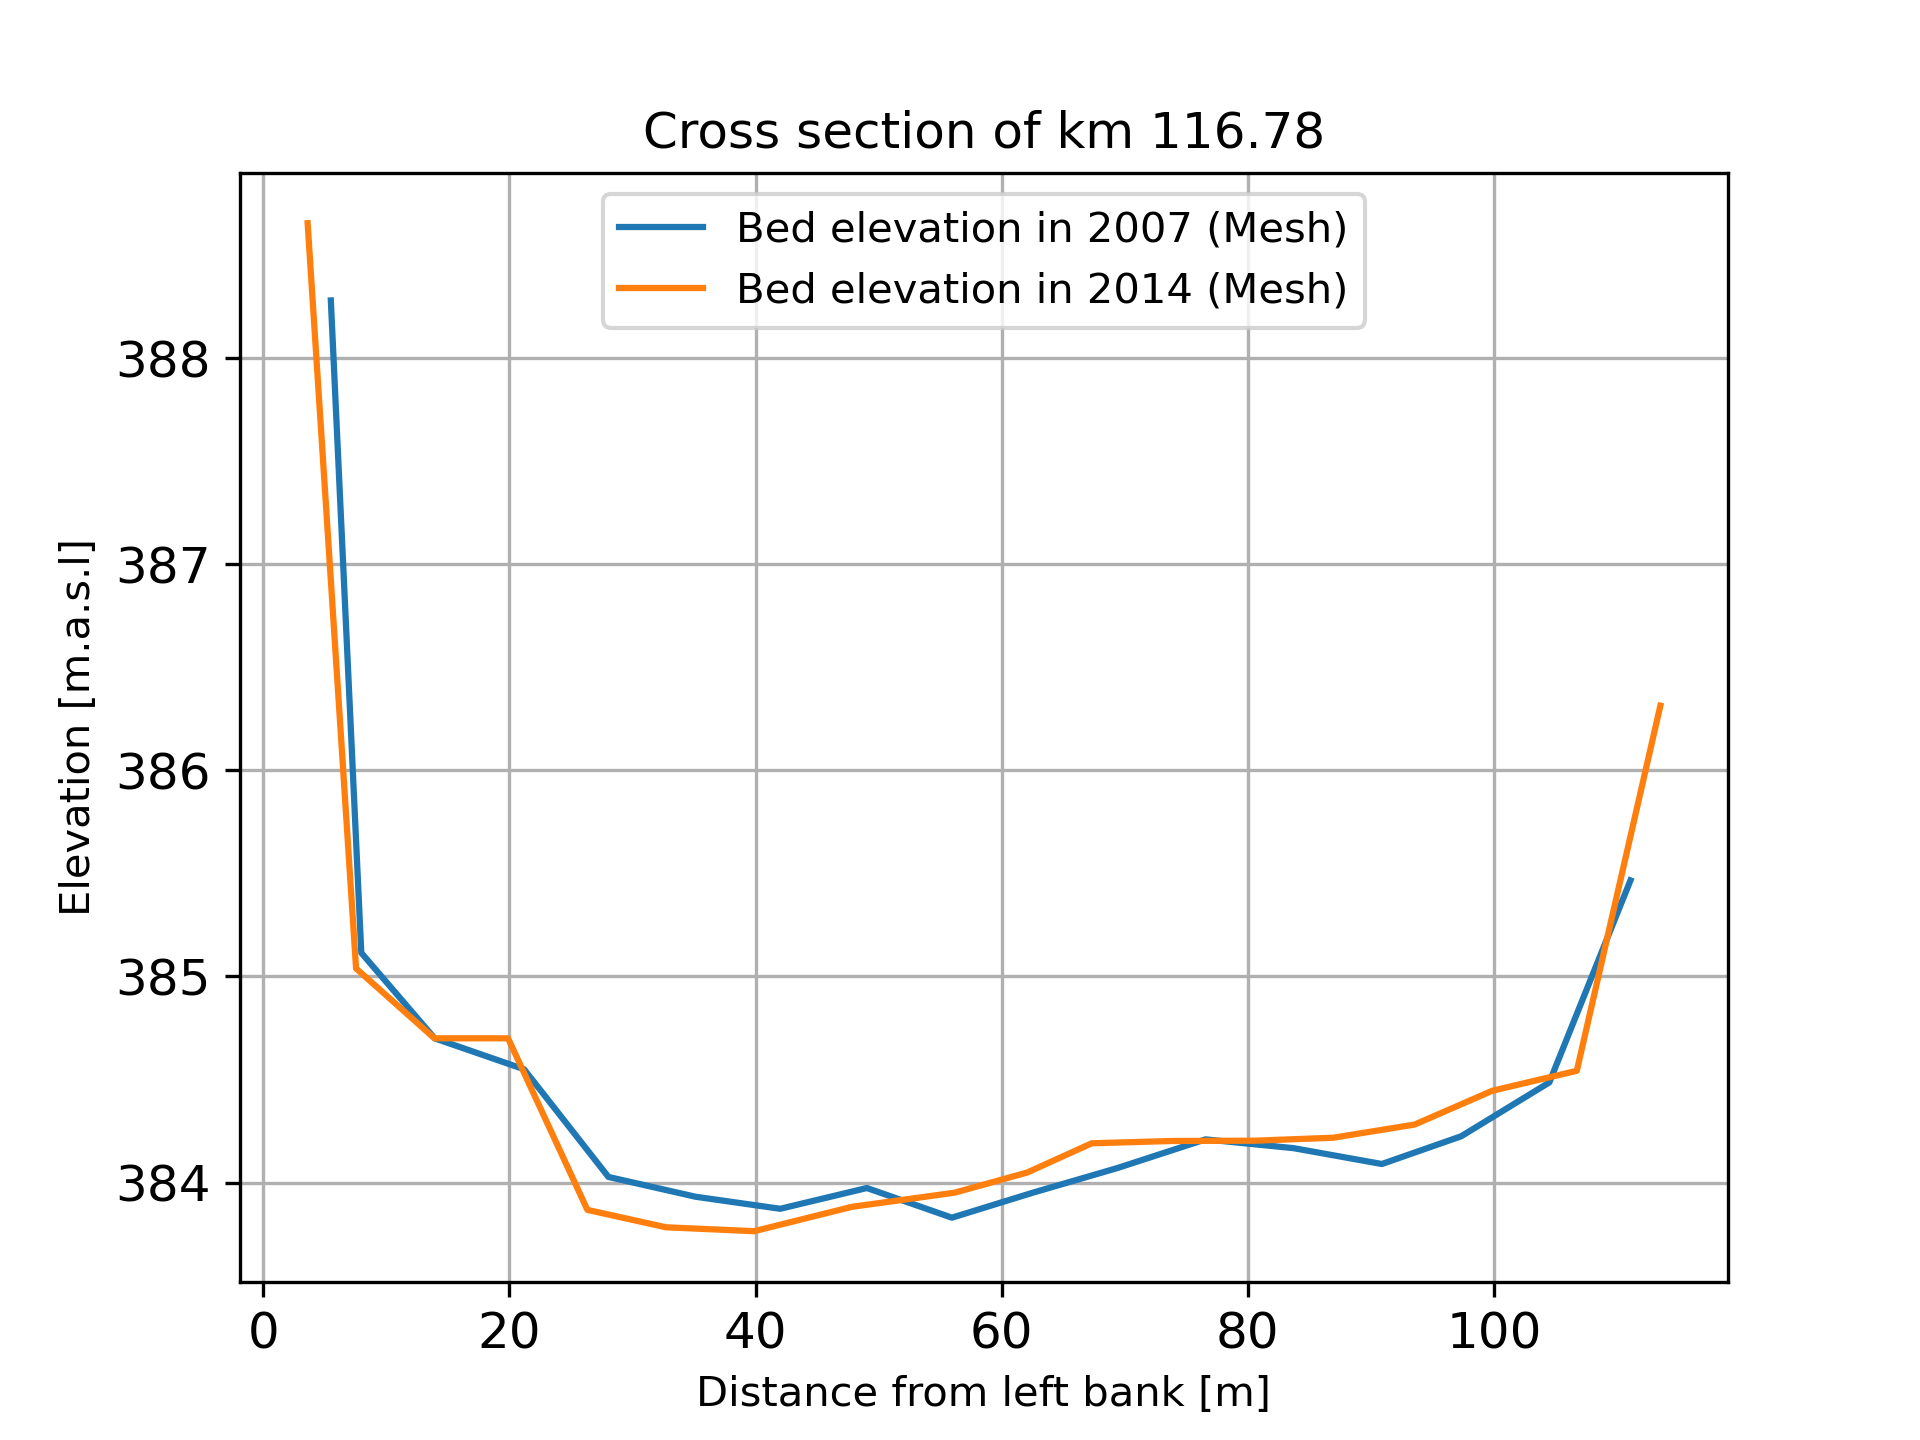 Cross section of km 116.78
Bed elevation in 2007 (Mesh)
Bed elevation in 2014 (Mesh)
388
387
386
385
384
Elevation [m.a.s.l]
0 20 40 60 80 100
Distance from left bank [m]